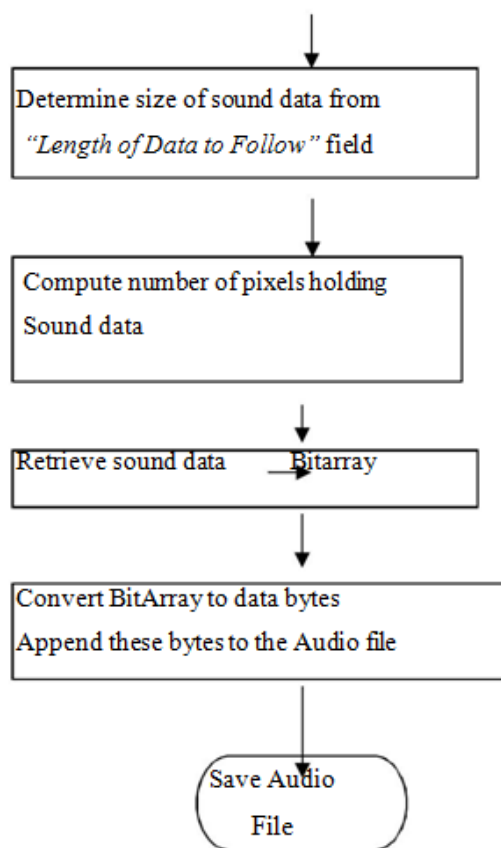 Determine size of sound data from
“Length of Data to Follow” field
Compute number of pixels holding
Sound data
Retrieve sound data Bitarray
Convert BitArray to data bytes
Append these bytes to the Audio file
Save Audio
File